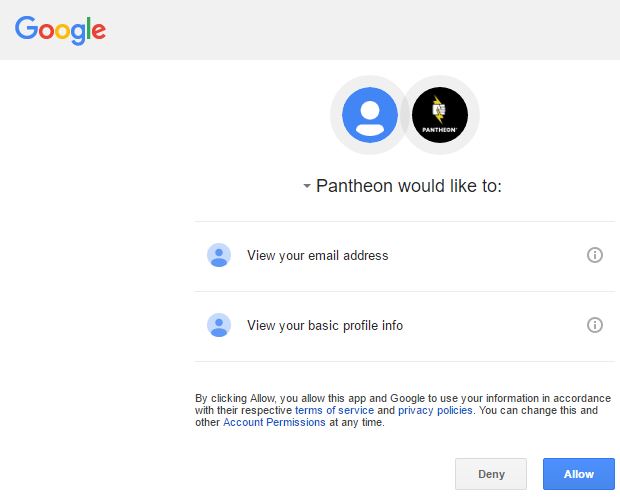 Google
PANTHEON
Pantheon would like to:
View your email address
View your basic profile info
By clicking Allow, you allow this app and Google to use your information in accordance
with their respective terms of service and privacy policies. You can change this and
other Account Permissions at any time.
Deny
Allow